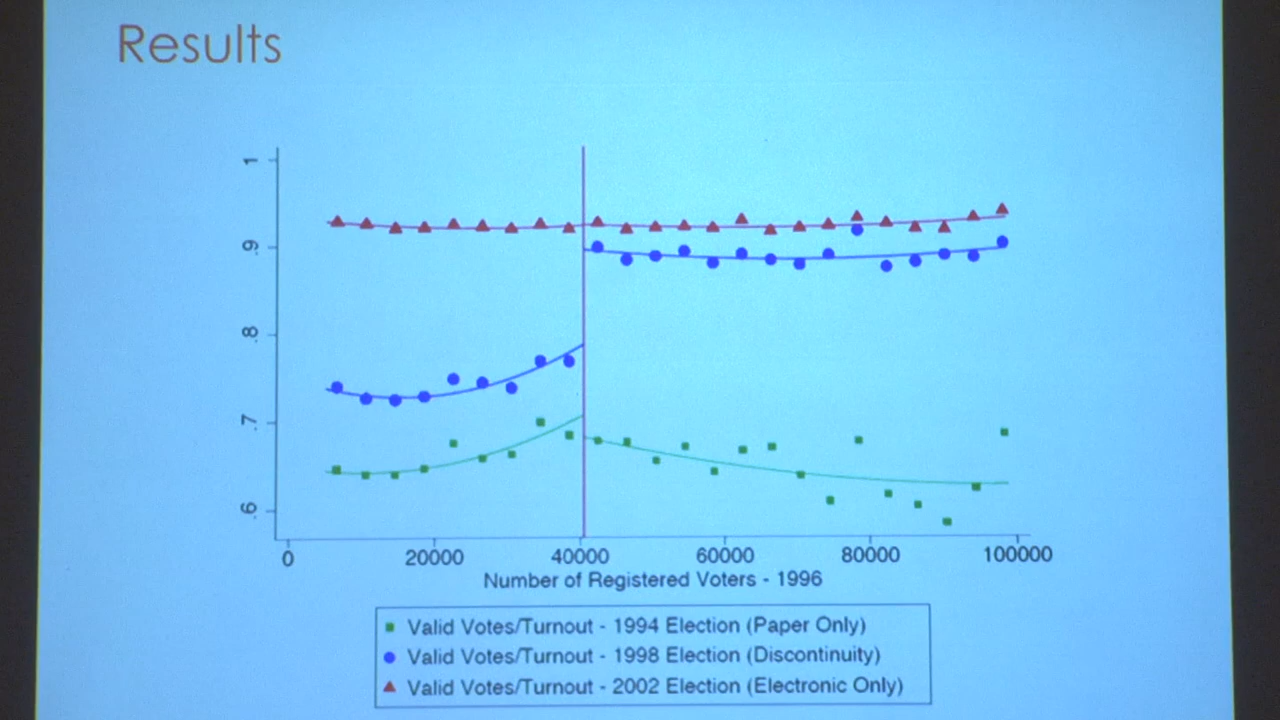 Results
1
.9
.8
.7
.6
0 20000 40000 60000 80000 100000
Number of Registered Voters - 1996
Valid Votes/Turnout - 1994 Election (Paper Only)
Valid Votes/Turnout - 1998 Election (Discontinuity)
Valid Votes/Turnout - 2002 Election (Electronic Only)